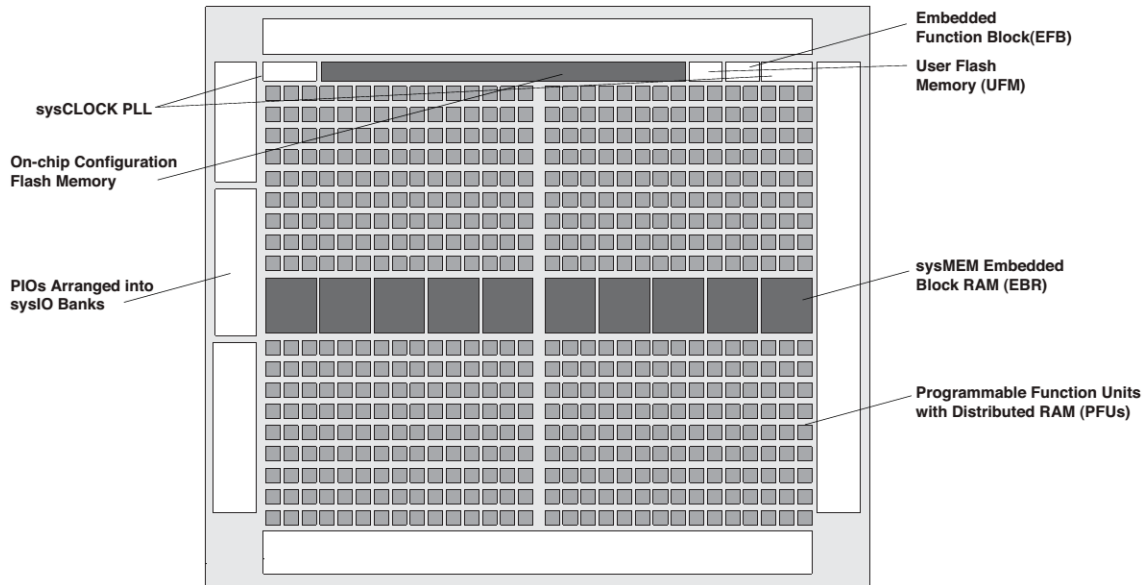 Embedded
Function Block(EFB)
User Flash
Memory (UFM)
sysCLOCK PLL
On-chip Configuration
Flash Memory
sysMEM Embedded
Block RAM (EBR)
PIOs Arranged into
sysIO Banks
Programmable Function Units
with Distributed RAM (PFUs)